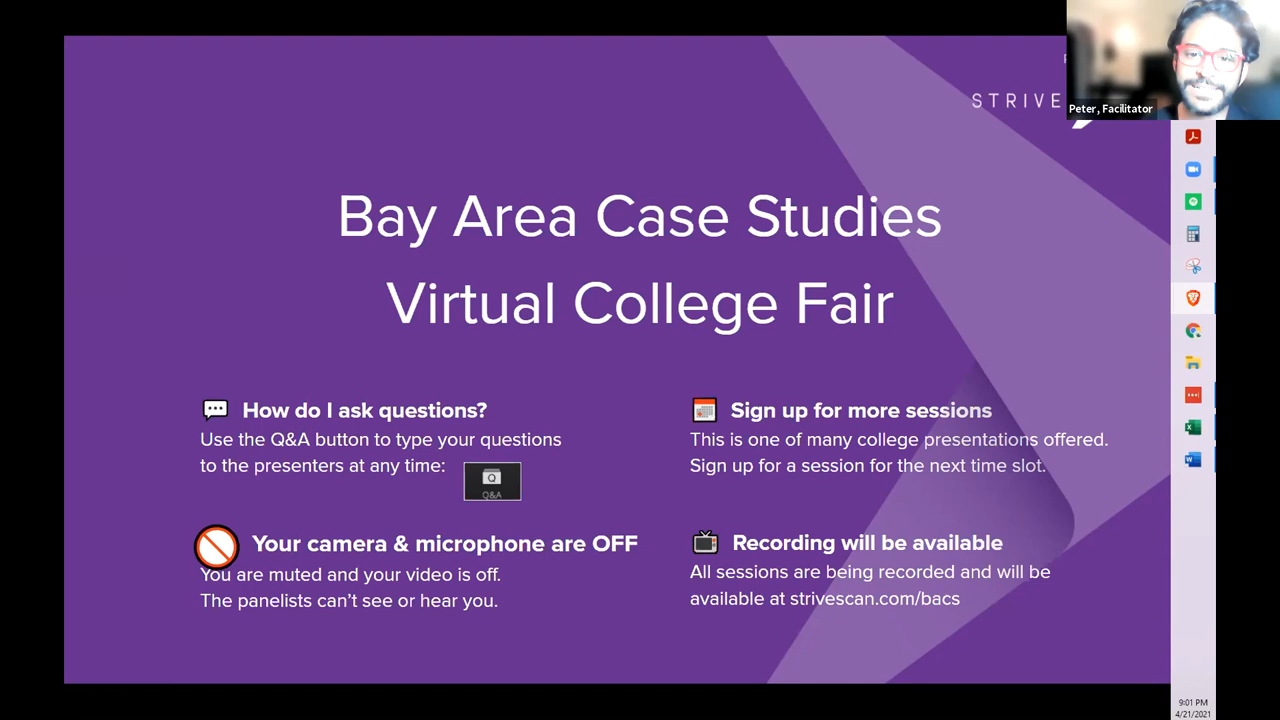 STRIVE
Peter, Facilitator
Bay Area Case Studies
Virtual College Fair
How do I ask questions?
Use the Q&A button to type your questions
to the presenters at any time:
Q
Q&A
Sign up for more sessions
This is one of many college presentations offered.
Sign up for a session for the next time slot.
Your camera & microphone are OFF
You are muted and your video is off.
The panelists can't see or hear you.
Recording will be available
All sessions are being recorded and will be
available at strivescan.com/bacs
9:01 PM
4/21/2021